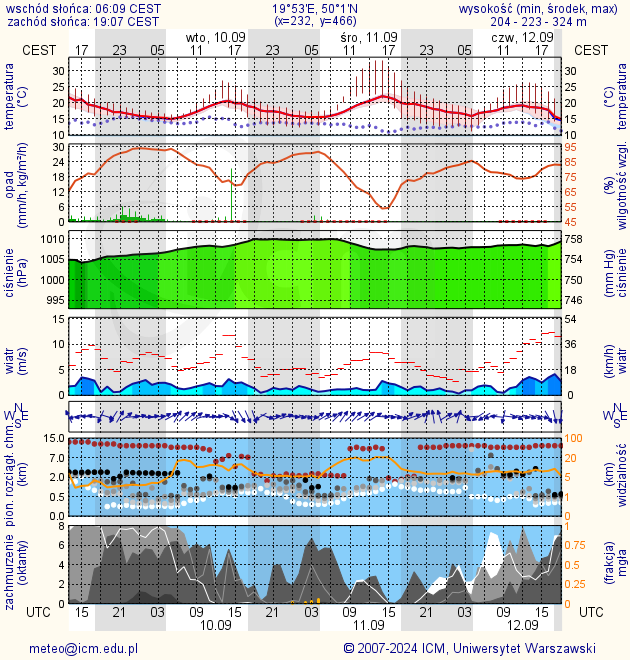 wschód słońca: 06:09 CEST 19°53'E, 50°1'N wysokość (min, środek, max)
zachód słońca: 19:07 CEST (x=232, y=466) 204 - 223 - 324 m
wto, 10.09 śro, 11.09 czw, 12.09
CEST 17 23 05 11 17 23 05 11 17 23 05 11 17 CEST
temperatura (°C) 30 25 20 15 10 30 25 20 15 10 (°C) temperatura
opad (mm/h, kg/m²/h) 30 24 18 12 6 0 95 85 75 65 55 45 (%) wilgotność wzgl.
ciśnienie (hPa) 1010 1005 1000 995 758 754 750 746 (mm Hg) ciśnienie
wiatr (m/s) 15 10 5 0 54 36 18 0 (km/h) wiatr
N W E S N W E S
pion. rozciągł. chm. (km) 15.0 7.0 2.0 0.5 0.0 100 20 5 1 0 (km) widzialność
zachmurzenie (oktanty) 8 6 4 2 0 1 0.75 0.5 0.25 0 (frakcja) mgła
UTC 15 21 03 09 15 21 03 09 15 21 03 09 15 UTC
10.09 11.09 12.09
meteo@icm.edu.pl © 2007-2024 ICM, Uniwersytet Warszawski